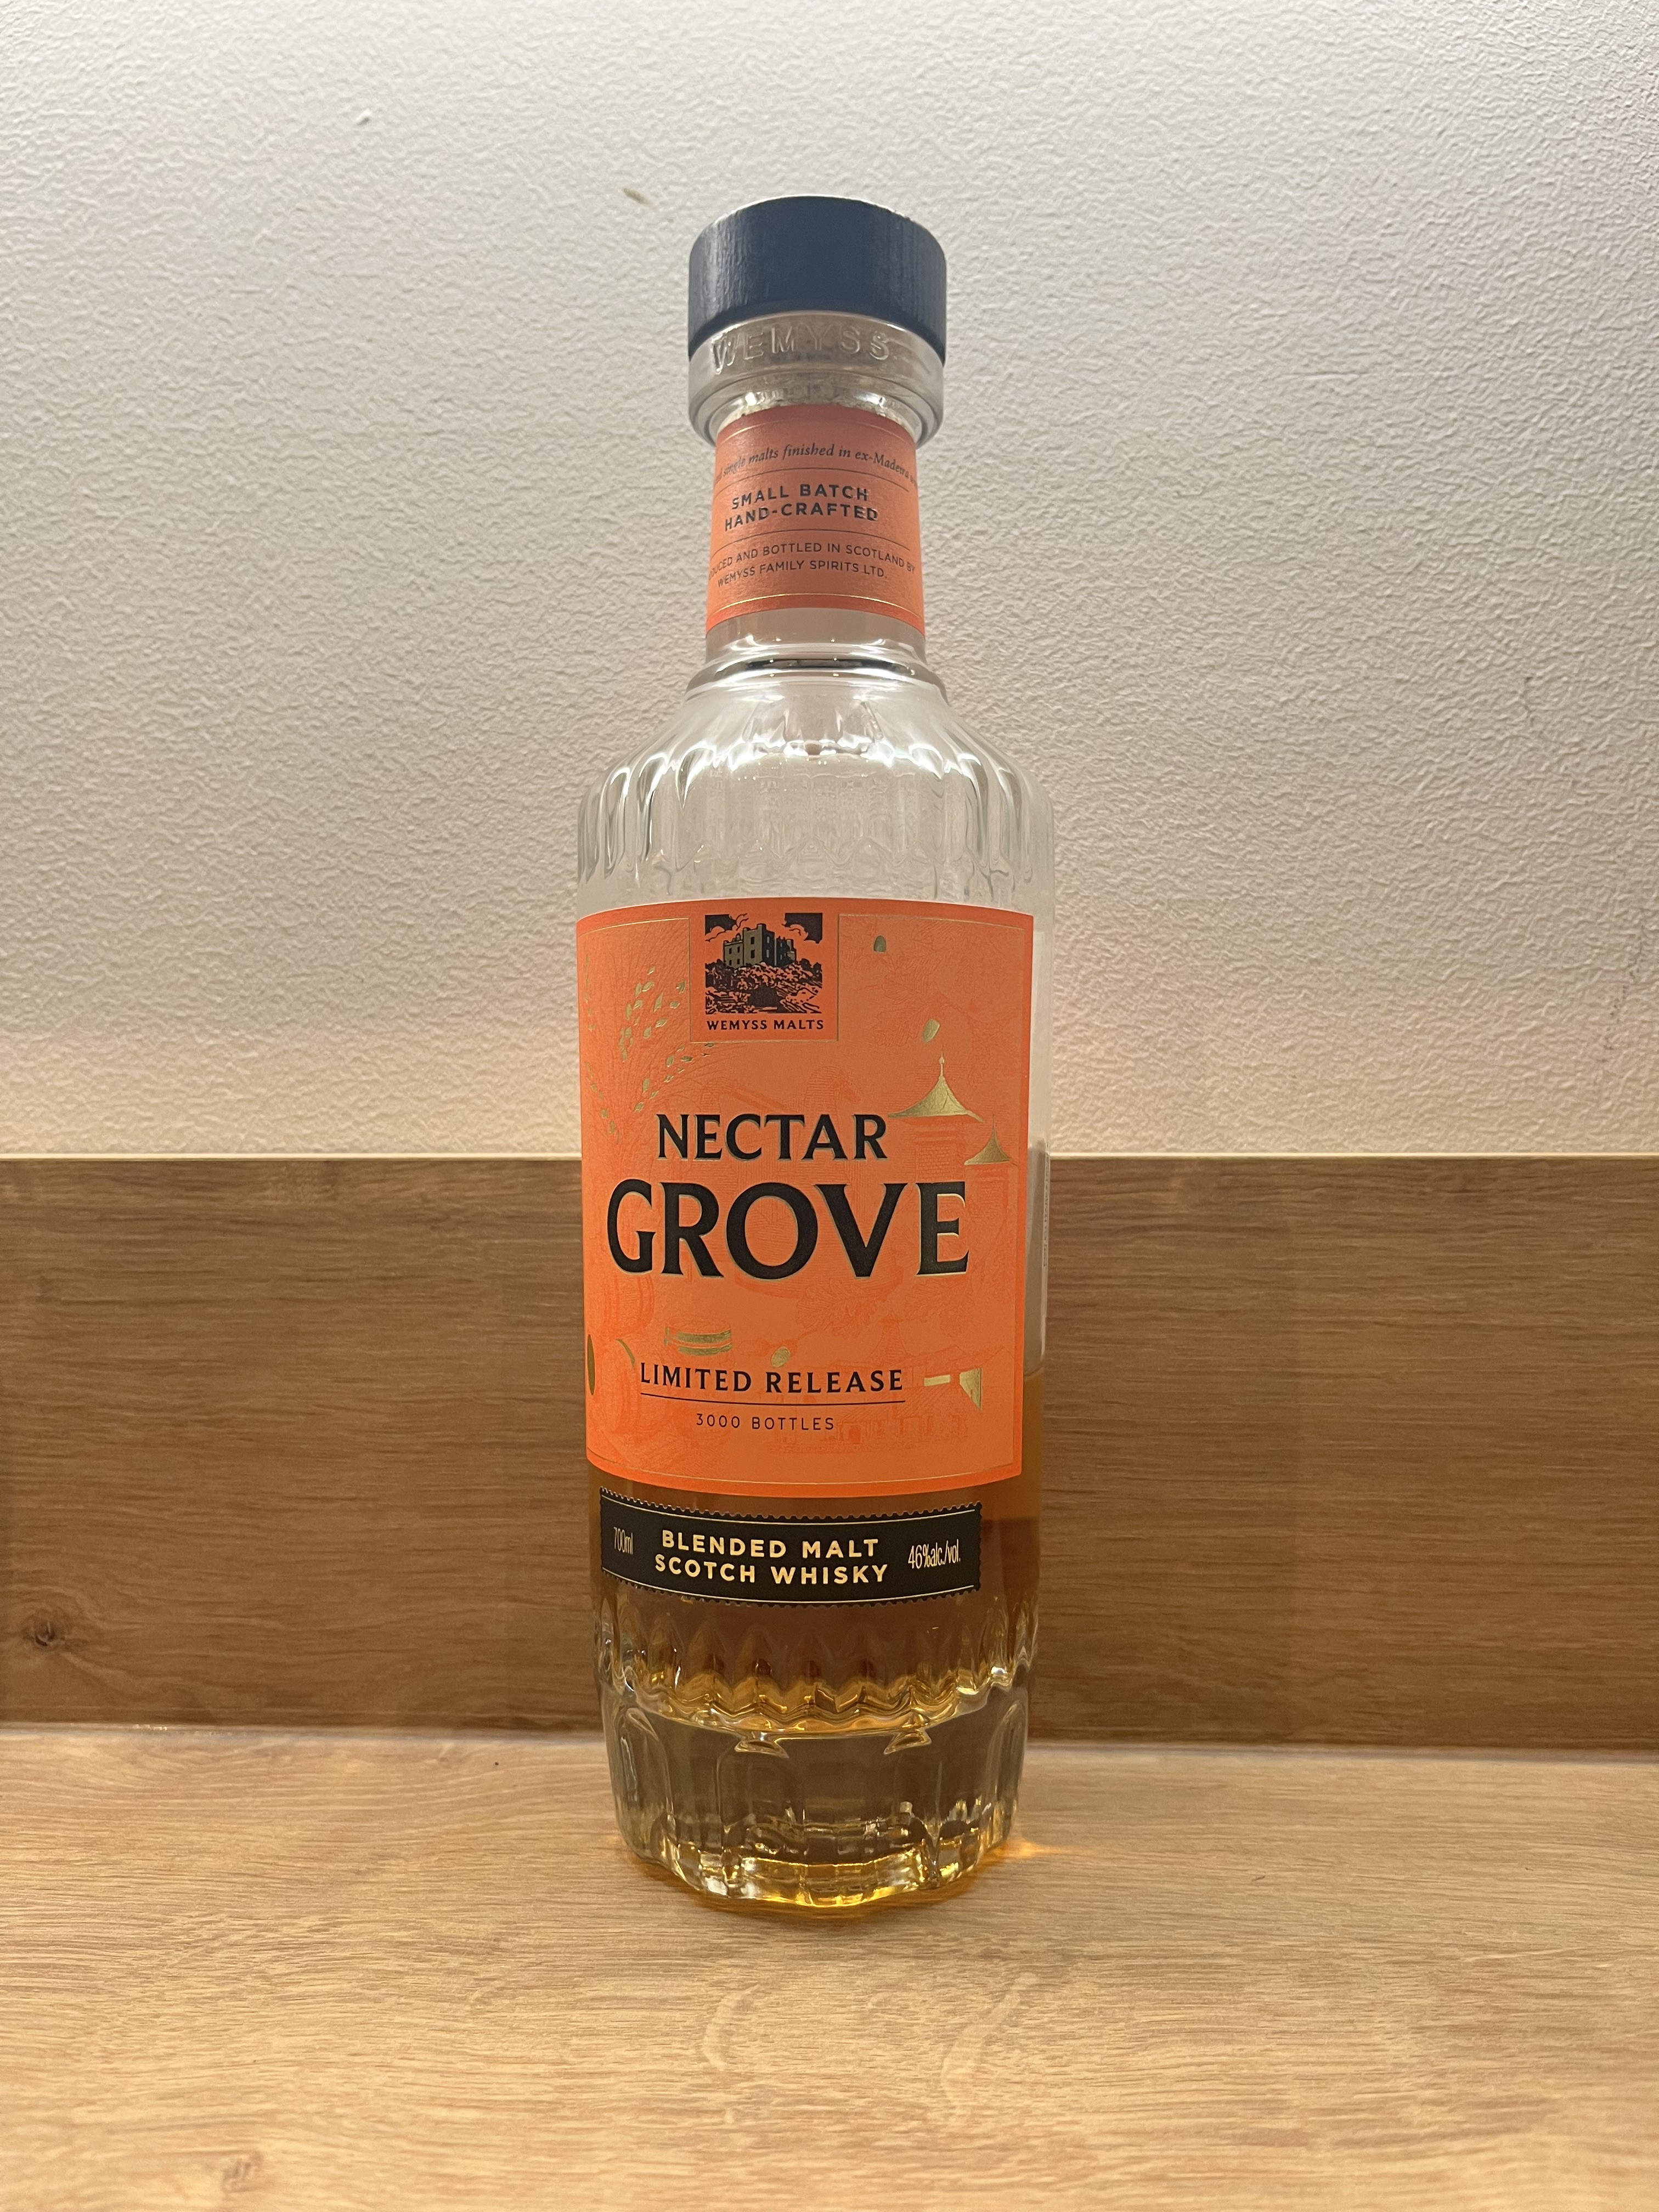 WEMYSS
single malts finished in ex-Madeira
SMALL BATCH
HAND-CRAFTED
AND BOTTLED IN SCOTLAND BY
WEMYSS FAMILY SPIRITS LTD.
WEMYSS MALTS
NECTAR
GROVE
LIMITED RELEASE
3000 BOTTLES
700ml
BLENDED MALT
SCOTCH WHISKY
46%alc./vol.